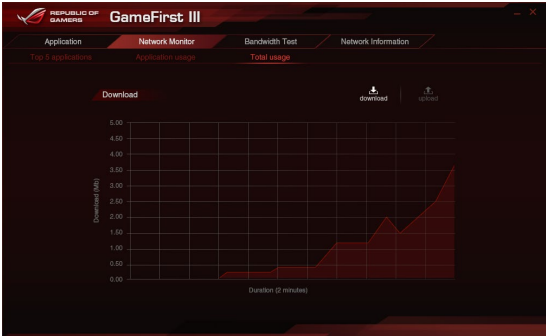 REPUBLIC OF
GAMERS
GameFirst III
Application
Network Monitor
Bandwidth Test
Network Information
Top 5 applications
Application usage
Total usage
Download
download
upload
5.00
4.50
4.00
3.50
3.00
2.50
2.00
1.50
1.00
0.50
0.00
Download (Mb)
Duration (2 minutes)